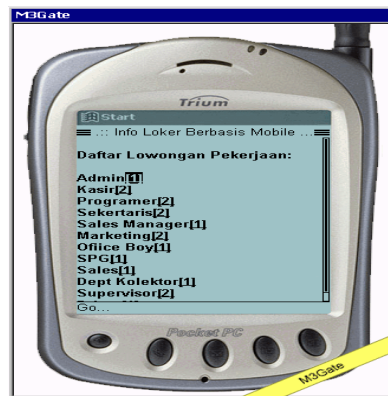 M3Gate
Trium
Start
.:: Info Loker Berbasis Mobile ...
Daftar Lowongan Pekerjaan:
Admin[1]
Kasir[2]
Programer[2]
Sekertaris[2]
Sales Manager[1]
Marketing[2]
Ofiice Boy[1]
SPG[1]
Sales[1]
Dept Kolektor[1]
Supervisor[2]
Go...
Pocket PC
M3Gate